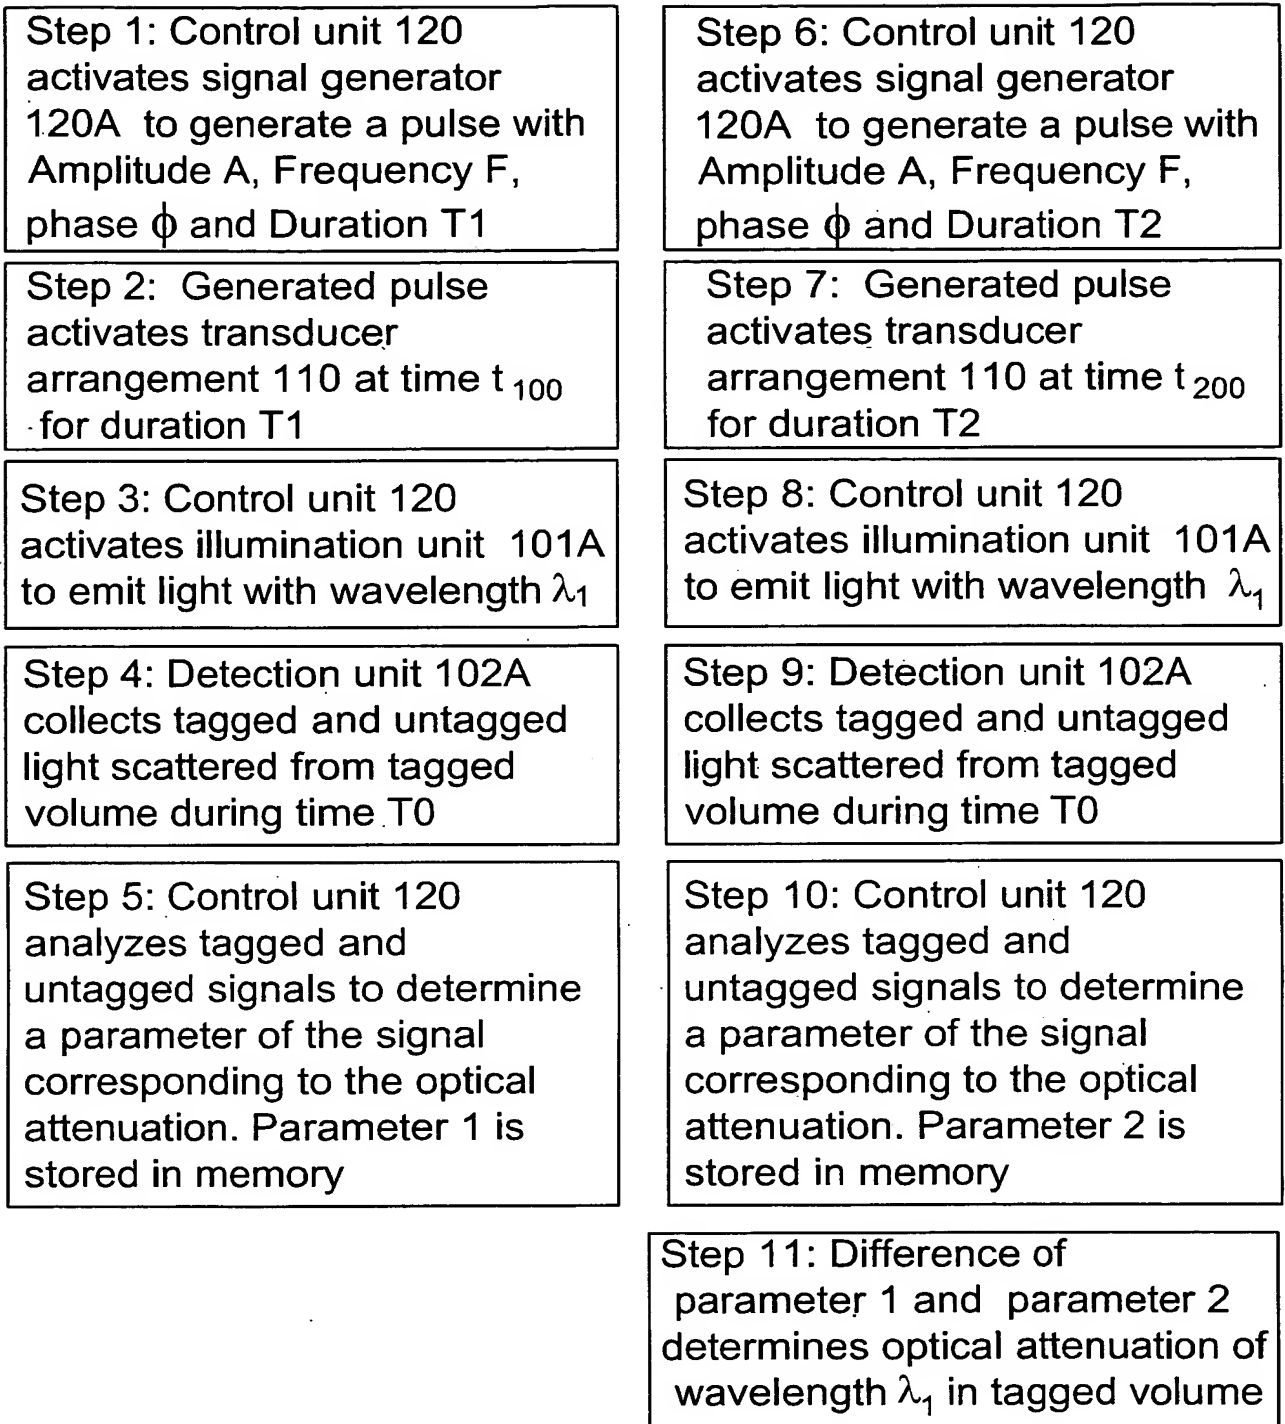 Step 1: Control unit 120
activates signal generator
120A to generate a pulse with
Amplitude A, Frequency F,
phase ϕ and Duration T1
Step 2: Generated pulse
activates transducer
arrangement 110 at time t100
for duration T1
Step 3: Control unit 120
activates illumination unit 101A
to emit light with wavelength λ1
Step 4: Detection unit 102A
collects tagged and untagged
light scattered from tagged
volume during time T0
Step 5: Control unit 120
analyzes tagged and
untagged signals to determine
a parameter of the signal
corresponding to the optical
attenuation. Parameter 1 is
stored in memory
Step 6: Control unit 120
activates signal generator
120A to generate a pulse with
Amplitude A, Frequency F,
phase ϕ and Duration T2
Step 7: Generated pulse
activates transducer
arrangement 110 at time t200
for duration T2
Step 8: Control unit 120
activates illumination unit 101A
to emit light with wavelength λ1
Step 9: Detection unit 102A
collects tagged and untagged
light scattered from tagged
volume during time T0
Step 10: Control unit 120
analyzes tagged and
untagged signals to determine
a parameter of the signal
corresponding to the optical
attenuation. Parameter 2 is
stored in memory
Step 11: Difference of
parameter 1 and parameter 2
determines optical attenuation of
wavelength λ1 in tagged volume